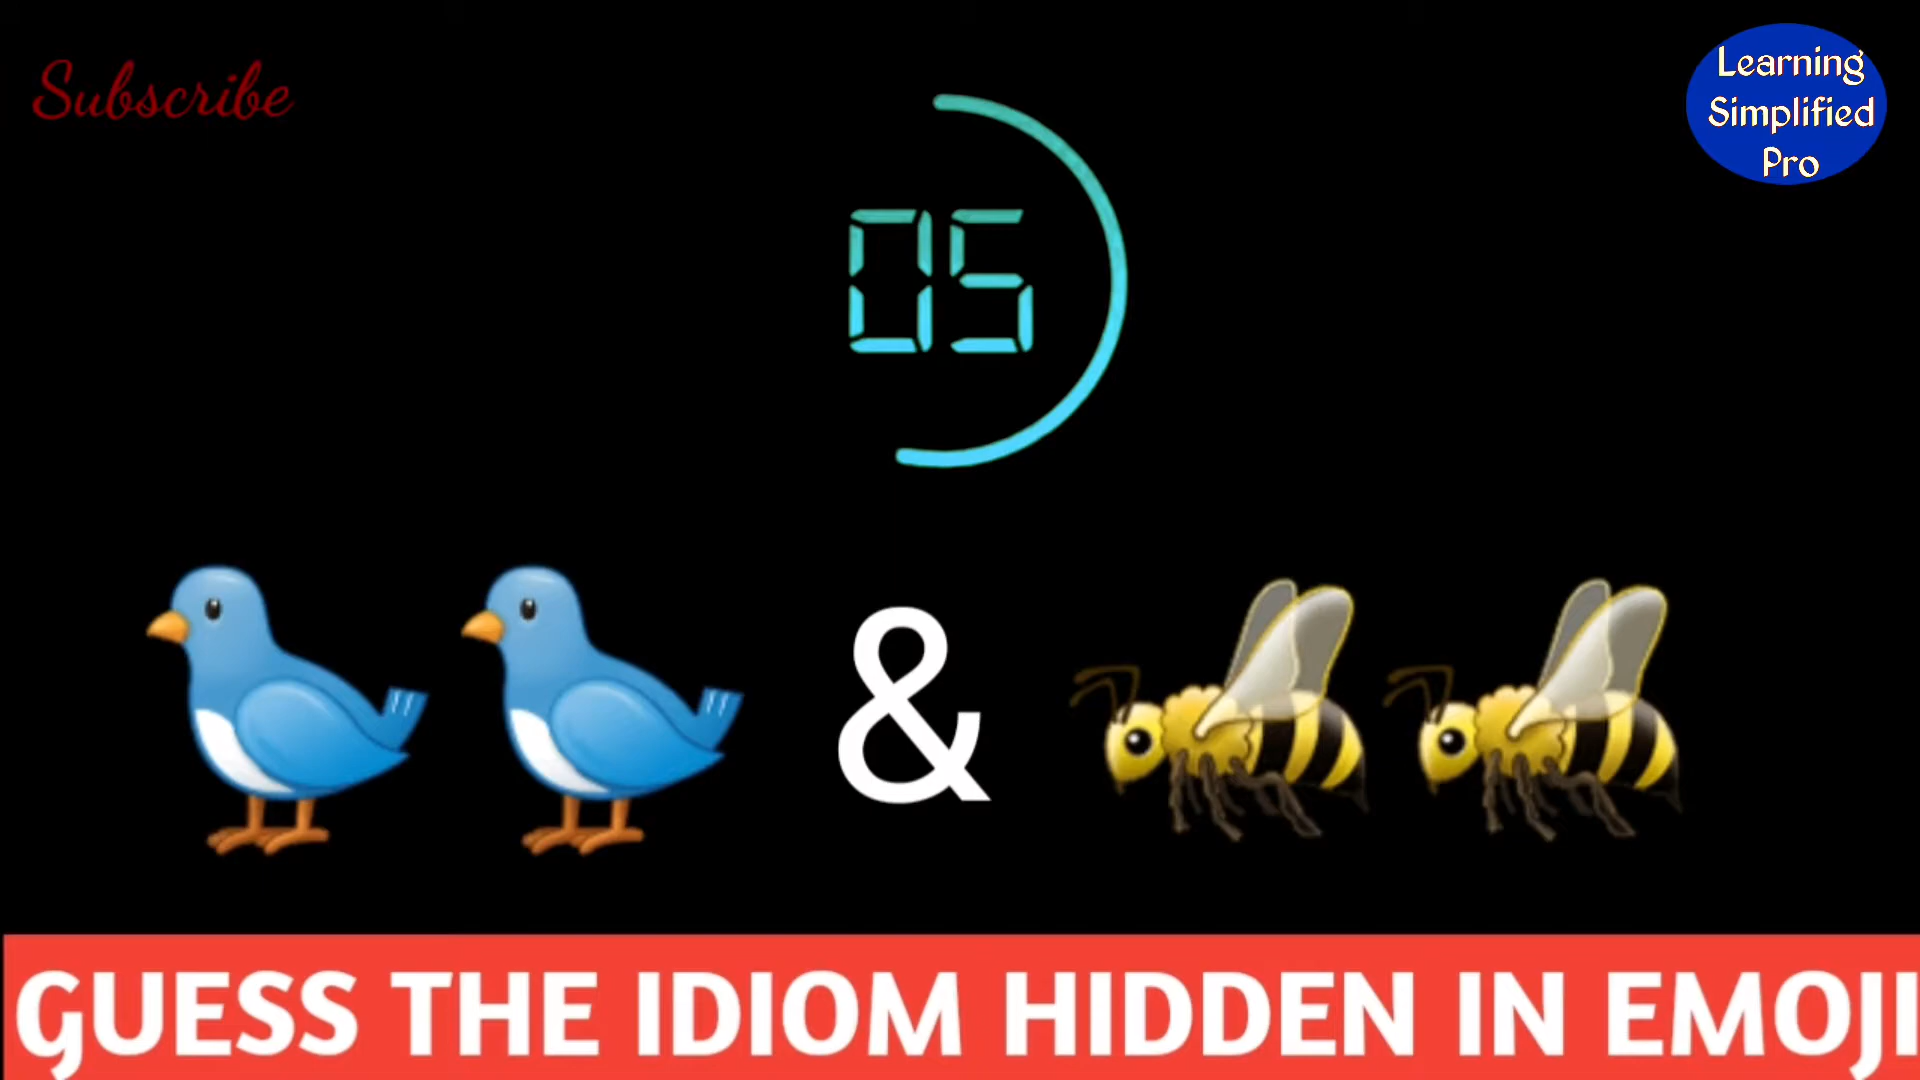 Subscribe
Learning
Simplified
Pro
05
&
GUESS THE IDIOM HIDDEN IN EMOJI